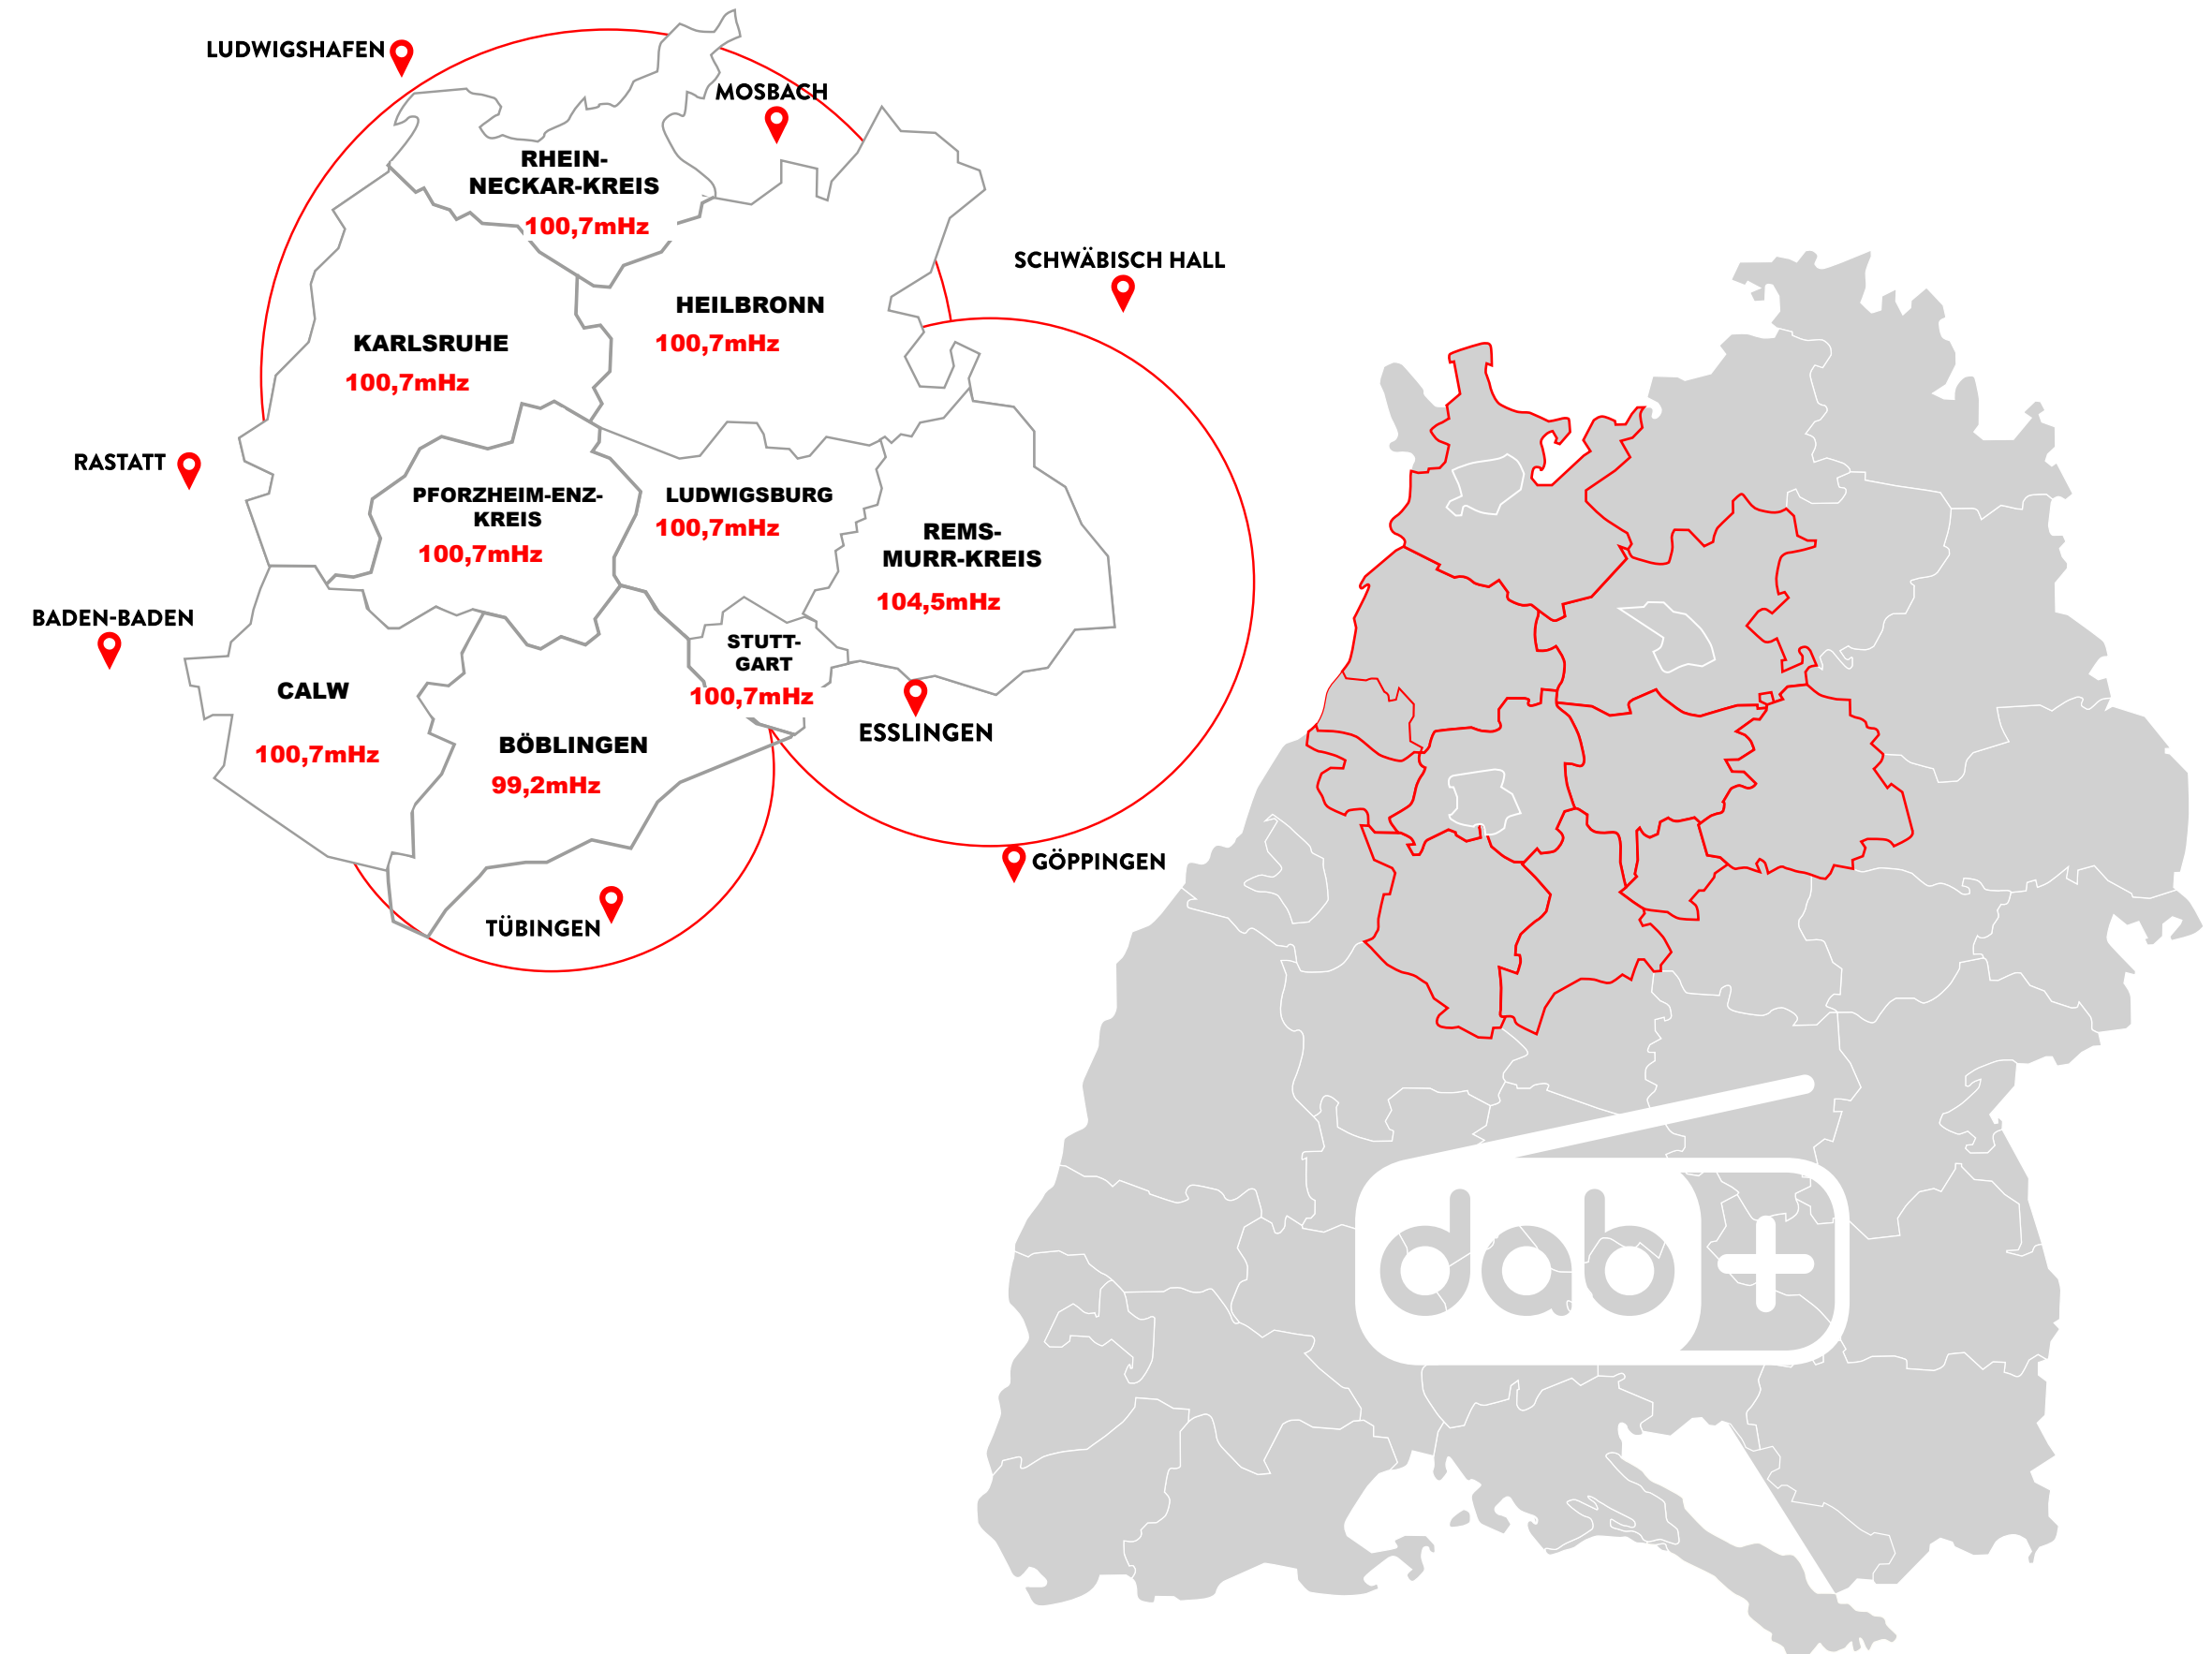 LUDWIGSHAFEN
MOSBACH
RHEIN-
NECKAR-KREIS
100,7mHz
SCHWÄBISCH HALL
HEILBRONN
100,7mHz
KARLSRUHE
100,7mHz
RASTATT
PFORZHEIM-ENZ-
KREIS
100,7mHz
LUDWIGSBURG
100,7mHz
REMS-
MURR-KREIS
104,5mHz
BADEN-BADEN
STUTT-
GART
100,7mHz
CALW
100,7mHz
ESSLINGEN
BÖBLINGEN
99,2mHz
GÖPPINGEN
TÜBINGEN
dab+